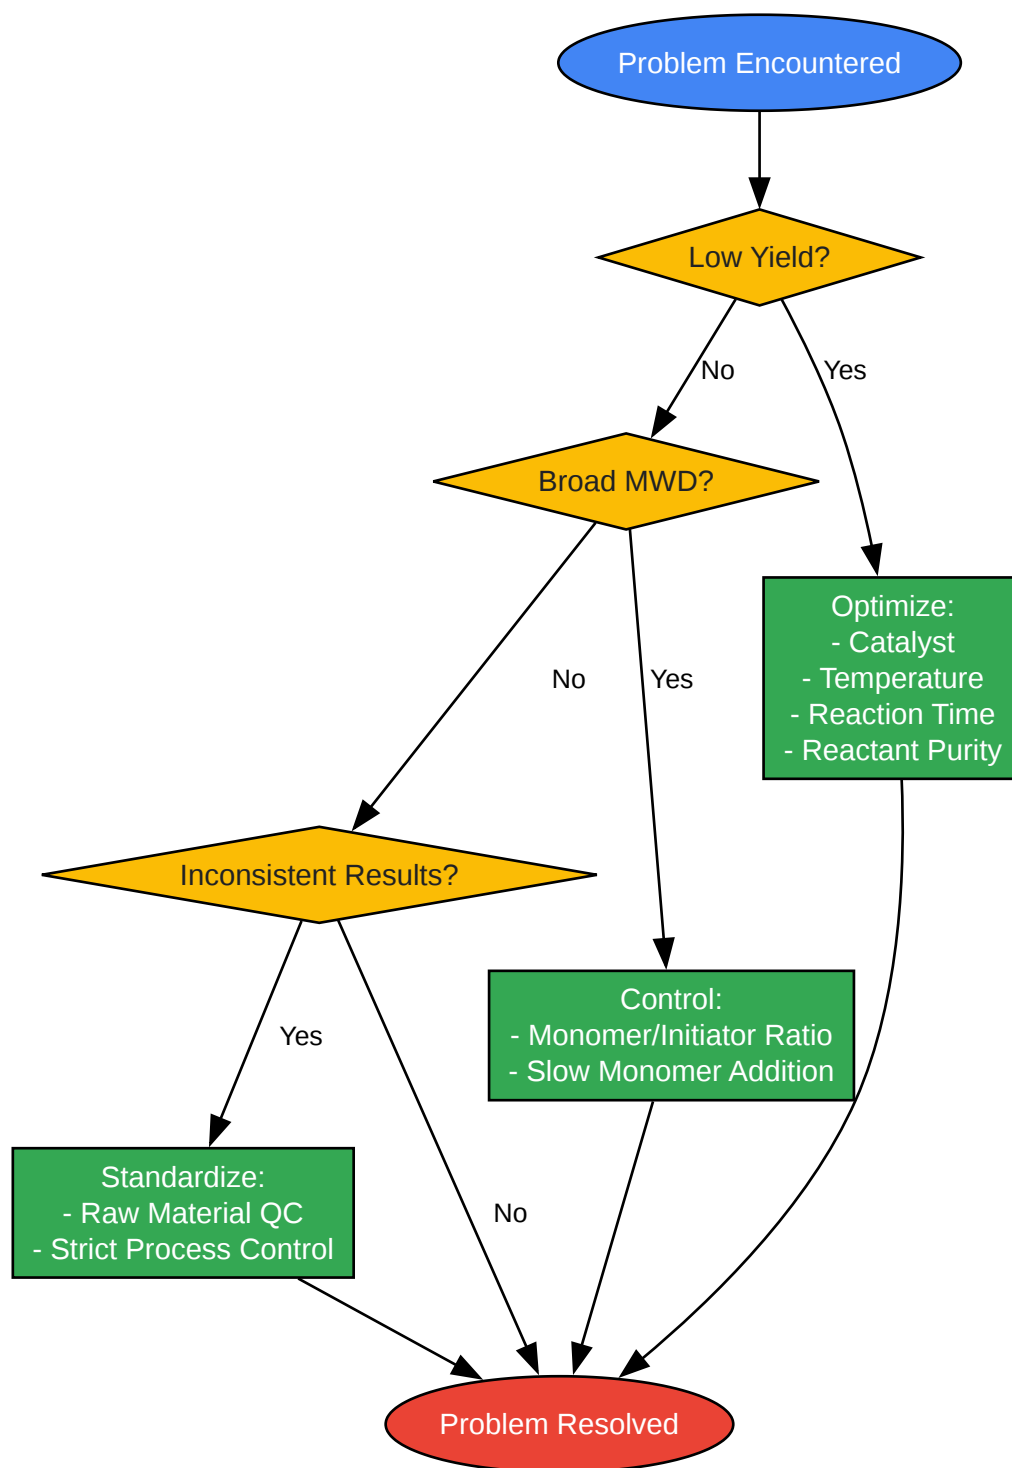 Problem Encountered
Low Yield?
No
Yes
Broad MWD?
Optimize:
- Catalyst
- Temperature
- Reaction Time
- Reactant Purity
No
Yes
Inconsistent Results?
Control:
- Monomer/Initiator Ratio
- Slow Monomer Addition
Yes
Standardize:
- Raw Material QC
- Strict Process Control
No
Problem Resolved